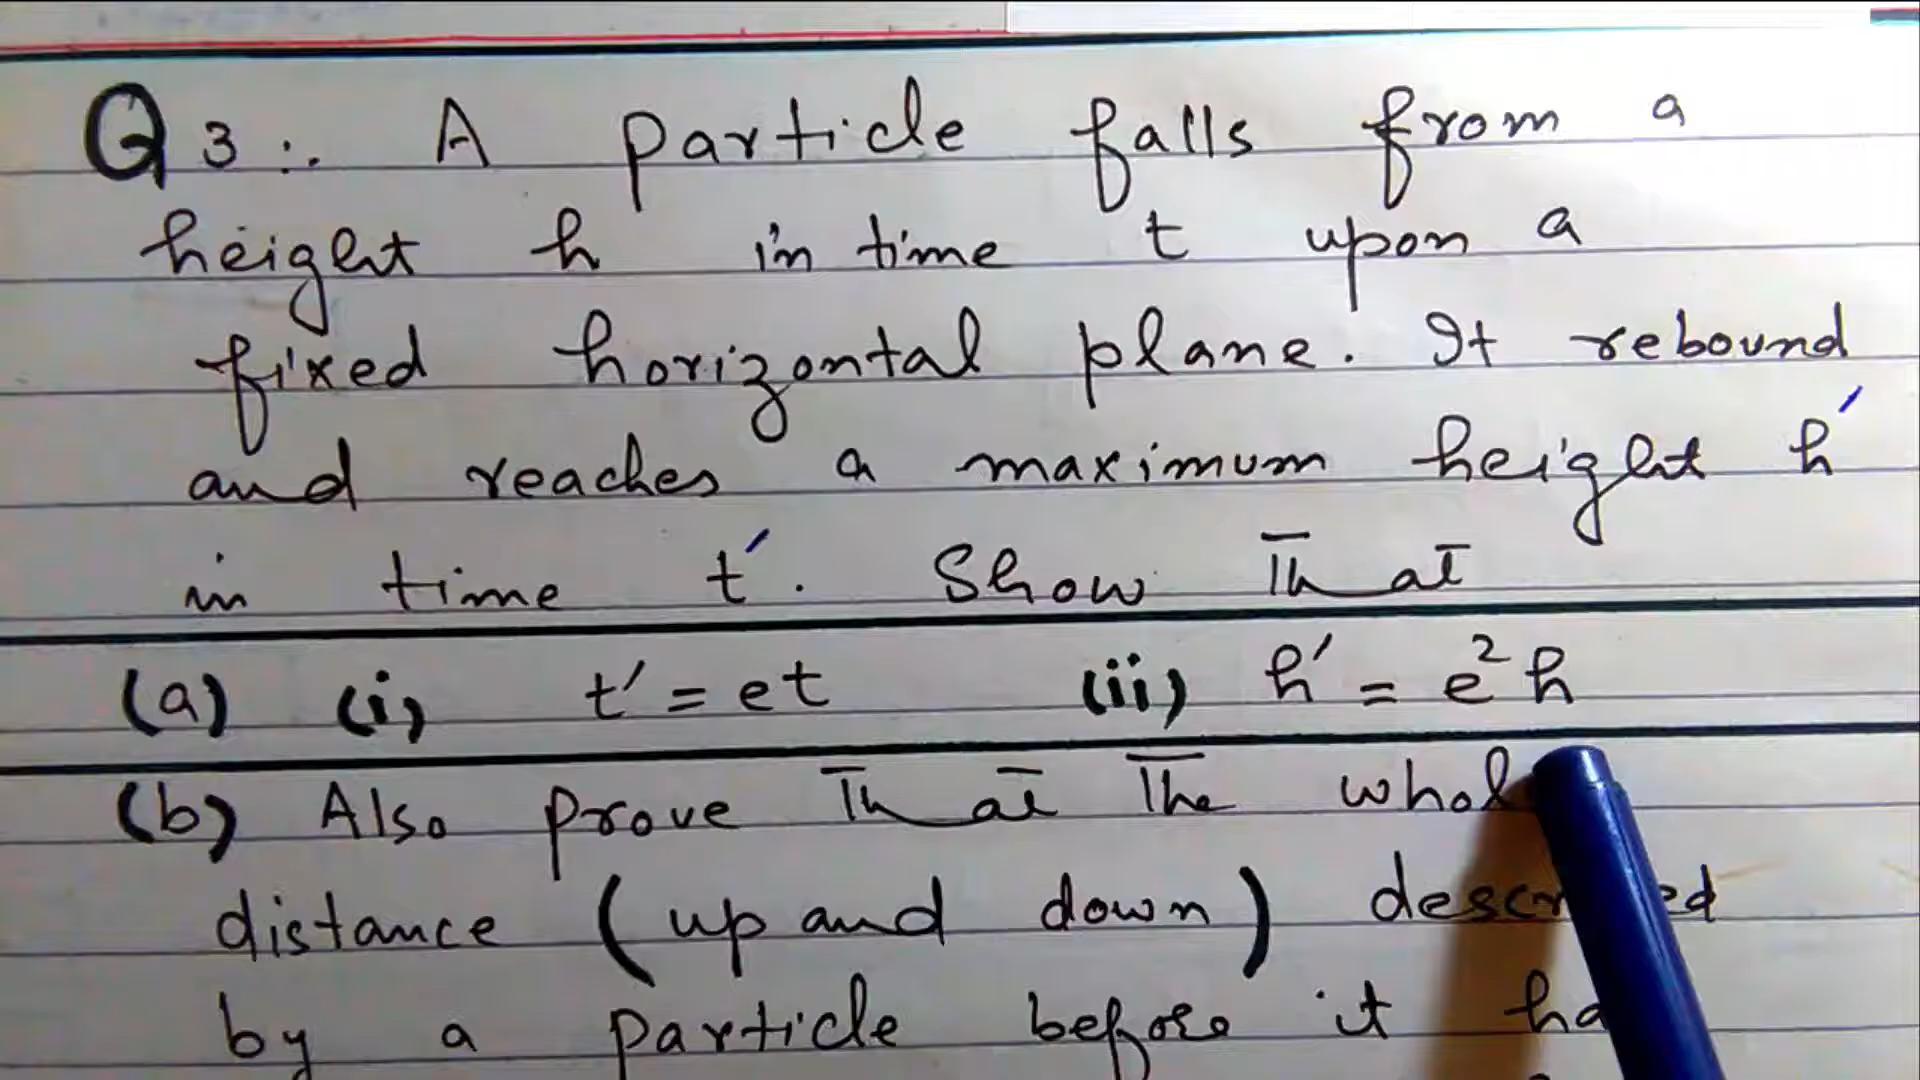 Q3:. A particle falls from a
height h in time t upon a
fixed horizontal plane. It rebound
and reaches a maximum height h'
in time t'. Show That
(a) (i) t' = et (ii) h' = e²h
(b) Also prove That The
distance (up and down)
by a particle before it